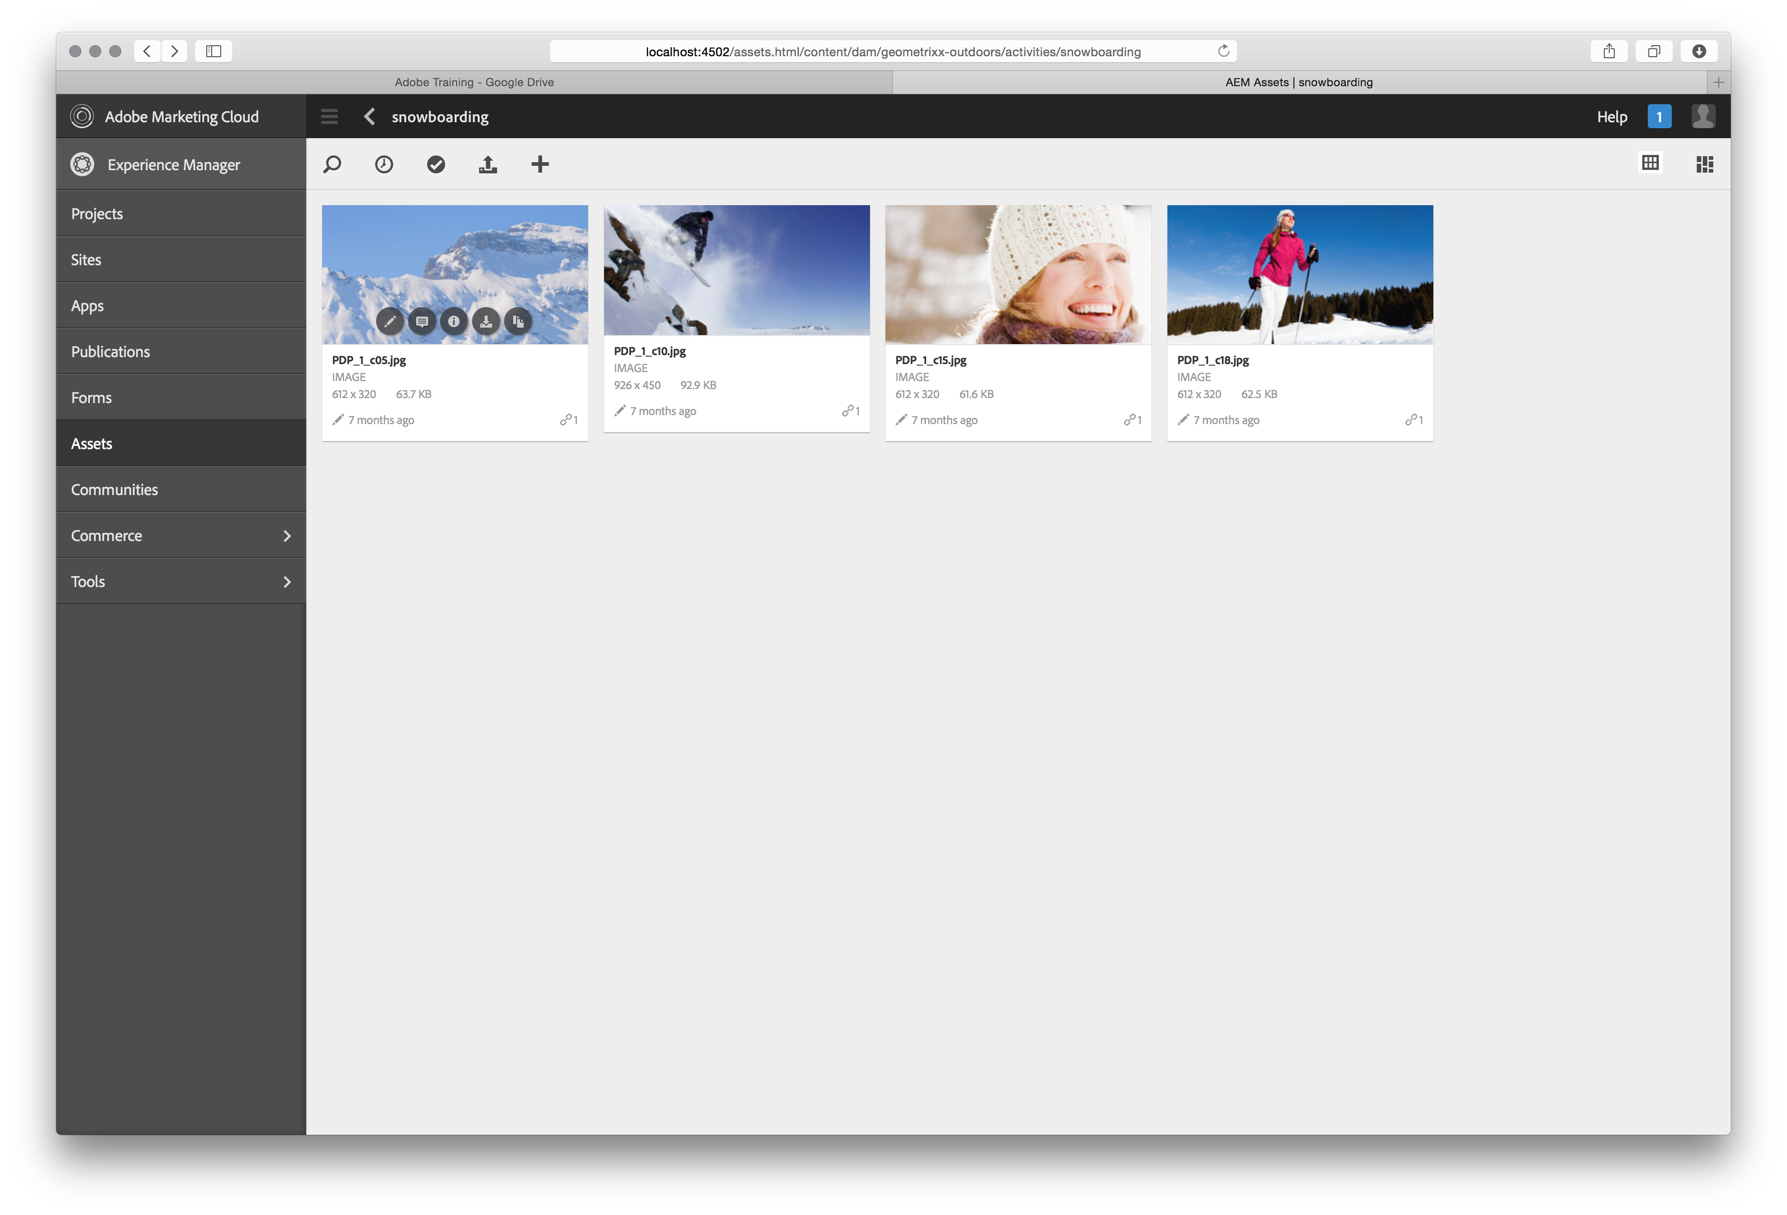 localhost:4502/assets.html/content/dam/geometrixx-outdoors/activities/snowboarding
Adobe Training - Google Drive
AEM Assets | snowboarding
Adobe Marketing Cloud
snowboarding
Help
1
Experience Manager
Projects
Sites
Apps
Publications
Forms
Assets
Communities
Commerce
Tools
PDP_1_c05.jpg
IMAGE
612 x 320 63.7 KB
7 months ago 1
PDP_1_c10.jpg
IMAGE
926 x 450 92.9 KB
7 months ago 1
PDP_1_c15.jpg
IMAGE
612 x 320 61.6 KB
7 months ago 1
PDP_1_c18.jpg
IMAGE
612 x 320 62.5 KB
7 months ago 1